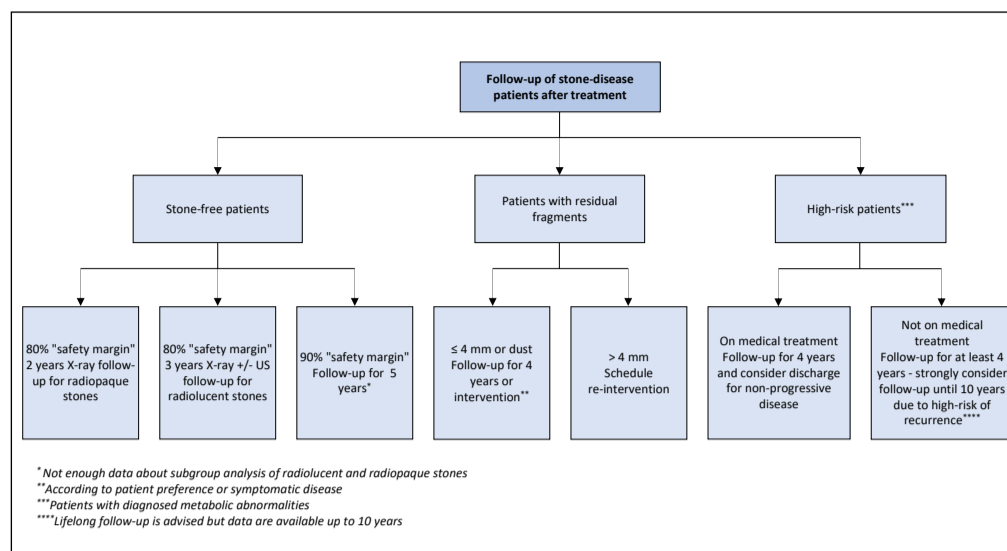 Follow-up of stone-disease
patients after treatment
Stone-free patients
Patients with residual
fragments
High-risk patients***
80% "safety margin"
2 years X-ray follow-
up for radiopaque
stones
80% "safety margin"
3 years X-ray +/- US
follow-up for
radiolucent stones
90% "safety margin"
Follow-up for 5
years*
≤ 4 mm or dust
Follow-up for 4
years or
intervention**
> 4 mm
Schedule
re-intervention
On medical treatment
Follow-up for 4 years
and consider discharge
for non-progressive
disease
Not on medical
treatment
Follow-up for at least 4
years - strongly consider
follow-up until 10 years
due to high-risk of
recurrence****
*Not enough data about subgroup analysis of radiolucent and radiopaque stones
**According to patient preference or symptomatic disease
***Patients with diagnosed metabolic abnormalities
****Lifelong follow-up is advised but data are available up to 10 years